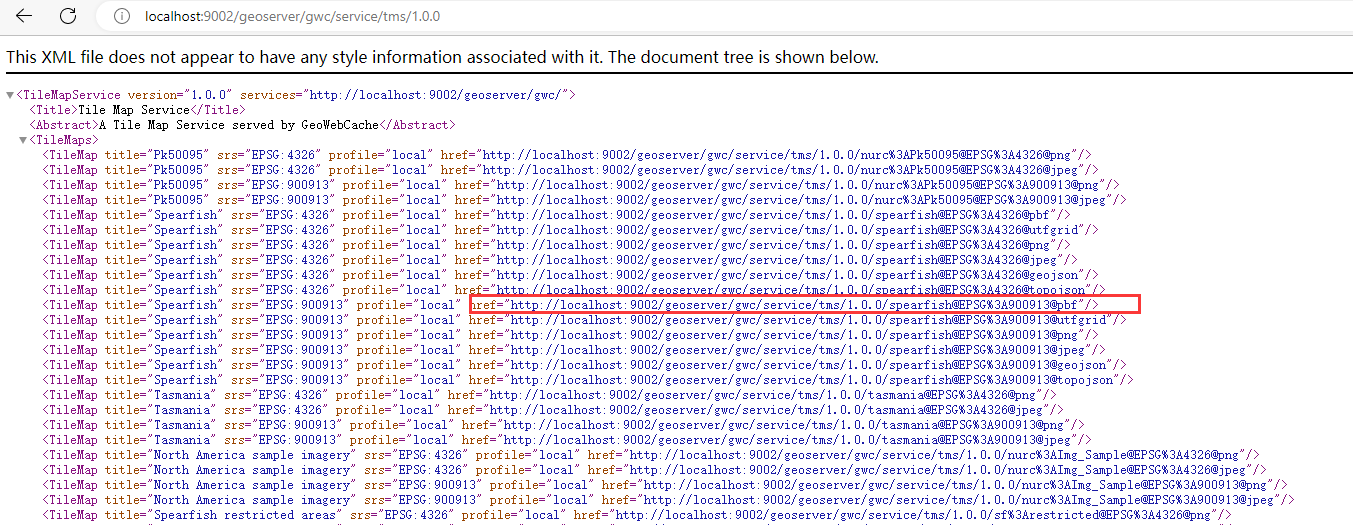 localhost:9002/geoserver/gwc/service/tms/1.0.0
This XML file does not appear to have any style information associated with it. The document tree is shown below.
▼<TileMapService version="1.0.0" services="http://localhost:9002/geoserver/gwc/">
<Title>Tile Map Service</Title>
<Abstract>A Tile Map Service served by GeoWebCache</Abstract>
▼<TileMaps>
<TileMap title="Pk50095" srs="EPSG:4326" profile="local" href="http://localhost:9002/geoserver/gwc/service/tms/1.0.0/nurc%3APk50095@EPSG%3A4326@png"/>
<TileMap title="Pk50095" srs="EPSG:4326" profile="local" href="http://localhost:9002/geoserver/gwc/service/tms/1.0.0/nurc%3APk50095@EPSG%3A4326@jpeg"/>
<TileMap title="Pk50095" srs="EPSG:900913" profile="local" href="http://localhost:9002/geoserver/gwc/service/tms/1.0.0/nurc%3APk50095@EPSG%3A900913@png"/>
<TileMap title="Pk50095" srs="EPSG:900913" profile="local" href="http://localhost:9002/geoserver/gwc/service/tms/1.0.0/nurc%3APk50095@EPSG%3A900913@jpeg"/>
<TileMap title="Spearfish" srs="EPSG:4326" profile="local" href="http://localhost:9002/geoserver/gwc/service/tms/1.0.0/spearfish@EPSG%3A4326@pbf"/>
<TileMap title="Spearfish" srs="EPSG:4326" profile="local" href="http://localhost:9002/geoserver/gwc/service/tms/1.0.0/spearfish@EPSG%3A4326@utfgrid"/>
<TileMap title="Spearfish" srs="EPSG:4326" profile="local" href="http://localhost:9002/geoserver/gwc/service/tms/1.0.0/spearfish@EPSG%3A4326@png"/>
<TileMap title="Spearfish" srs="EPSG:4326" profile="local" href="http://localhost:9002/geoserver/gwc/service/tms/1.0.0/spearfish@EPSG%3A4326@jpeg"/>
<TileMap title="Spearfish" srs="EPSG:4326" profile="local" href="http://localhost:9002/geoserver/gwc/service/tms/1.0.0/spearfish@EPSG%3A4326@geojson"/>
<TileMap title="Spearfish" srs="EPSG:4326" profile="local" href="http://localhost:9002/geoserver/gwc/service/tms/1.0.0/spearfish@EPSG%3A4326@topojson"/>
<TileMap title="Spearfish" srs="EPSG:900913" profile="local" href="http://localhost:9002/geoserver/gwc/service/tms/1.0.0/spearfish@EPSG%3A900913@pbf"/>
<TileMap title="Spearfish" srs="EPSG:900913" profile="local" href="http://localhost:9002/geoserver/gwc/service/tms/1.0.0/spearfish@EPSG%3A900913@utfgrid"/>
<TileMap title="Spearfish" srs="EPSG:900913" profile="local" href="http://localhost:9002/geoserver/gwc/service/tms/1.0.0/spearfish@EPSG%3A900913@png"/>
<TileMap title="Spearfish" srs="EPSG:900913" profile="local" href="http://localhost:9002/geoserver/gwc/service/tms/1.0.0/spearfish@EPSG%3A900913@jpeg"/>
<TileMap title="Spearfish" srs="EPSG:900913" profile="local" href="http://localhost:9002/geoserver/gwc/service/tms/1.0.0/spearfish@EPSG%3A900913@geojson"/>
<TileMap title="Spearfish" srs="EPSG:900913" profile="local" href="http://localhost:9002/geoserver/gwc/service/tms/1.0.0/spearfish@EPSG%3A900913@topojson"/>
<TileMap title="Tasmania" srs="EPSG:4326" profile="local" href="http://localhost:9002/geoserver/gwc/service/tms/1.0.0/tasmania@EPSG%3A4326@png"/>
<TileMap title="Tasmania" srs="EPSG:4326" profile="local" href="http://localhost:9002/geoserver/gwc/service/tms/1.0.0/tasmania@EPSG%3A4326@jpeg"/>
<TileMap title="Tasmania" srs="EPSG:900913" profile="local" href="http://localhost:9002/geoserver/gwc/service/tms/1.0.0/tasmania@EPSG%3A900913@png"/>
<TileMap title="Tasmania" srs="EPSG:900913" profile="local" href="http://localhost:9002/geoserver/gwc/service/tms/1.0.0/tasmania@EPSG%3A900913@jpeg"/>
<TileMap title="North America sample imagery" srs="EPSG:4326" profile="local" href="http://localhost:9002/geoserver/gwc/service/tms/1.0.0/nurc%3AImg_Sample@EPSG%3A4326@png"/>
<TileMap title="North America sample imagery" srs="EPSG:4326" profile="local" href="http://localhost:9002/geoserver/gwc/service/tms/1.0.0/nurc%3AImg_Sample@EPSG%3A4326@jpeg"/>
<TileMap title="North America sample imagery" srs="EPSG:900913" profile="local" href="http://localhost:9002/geoserver/gwc/service/tms/1.0.0/nurc%3AImg_Sample@EPSG%3A900913@png"/>
<TileMap title="North America sample imagery" srs="EPSG:900913" profile="local" href="http://localhost:9002/geoserver/gwc/service/tms/1.0.0/nurc%3AImg_Sample@EPSG%3A900913@jpeg"/>
<TileMap title="Spearfish restricted areas" srs="EPSG:4326" profile="local" href="http://localhost:9002/geoserver/gwc/service/tms/1.0.0/sf%3Arestricted@EPSG%3A4326@png"/>